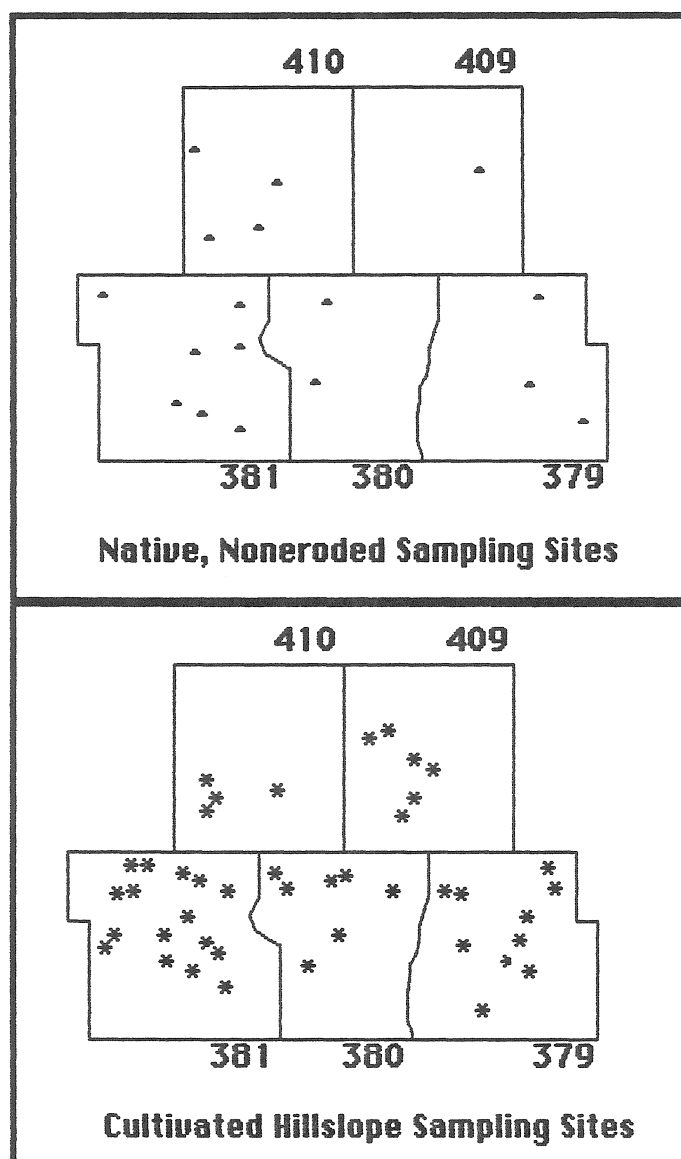 410 409
381 380 379
Native, Noneroded Sampling Sites
410 409
381 380 379
Cultivated Hillslope Sampling Sites